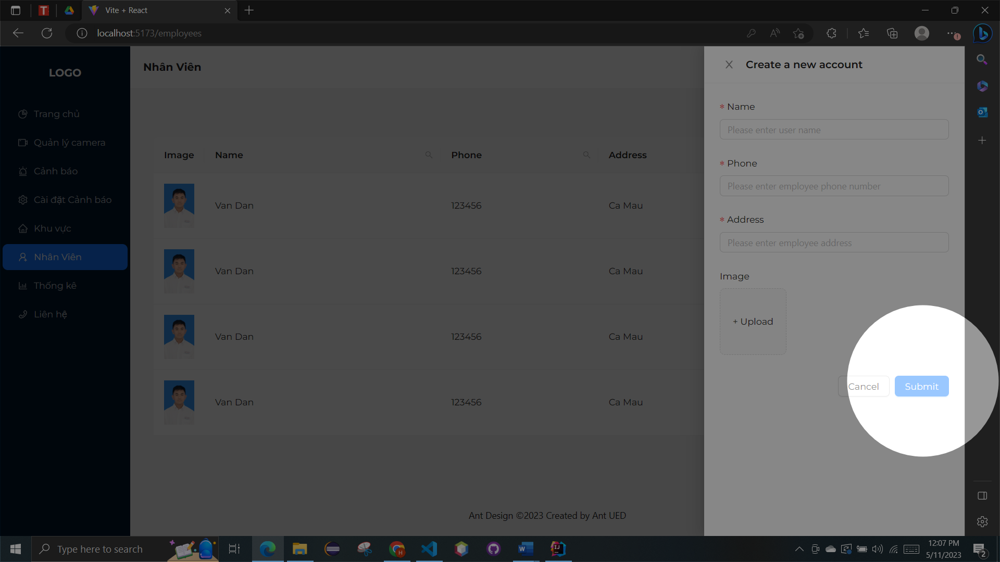 Vite + React
localhost:5173/employees
LOGO
Trang chủ
Quản lý camera
Cảnh báo
Cài đặt Cảnh báo
Khu vực
Nhân Viên
Thống kê
Liên hệ
Nhân Viên
Image Name Phone Address
Van Dan 123456 Ca Mau
Van Dan 123456 Ca Mau
Van Dan 123456 Ca Mau
Van Dan 123456 Ca Mau
Ant Design ©2023 Created by Ant UED
Create a new account
* Name
Please enter user name
* Phone
Please enter employee phone number
* Address
Please enter employee address
Image
+ Upload
Cancel Submit
Type here to search
12:07 PM
5/11/2023
2